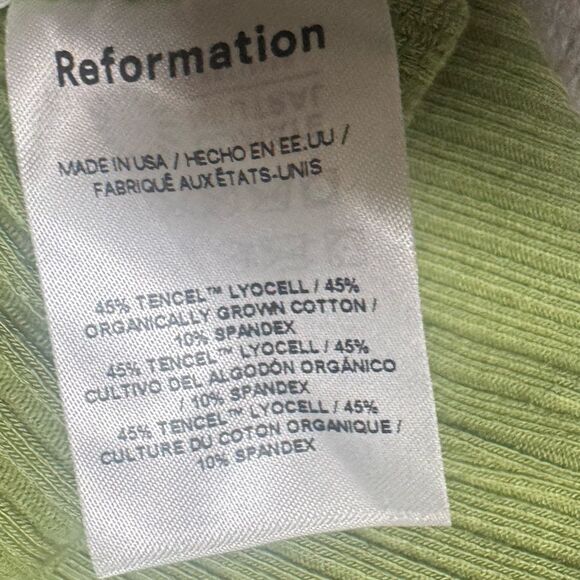 Reformation
MADE IN USA / HECHO EN EE.UU /
FABRIQUÉ AUX ÉTATS-UNIS
45% TENCEL™ LYOCELL / 45%
ORGANICALLY GROWN COTTON /
10% SPANDEX
45% TENCEL™ LYOCELL / 45%
CULTIVO DEL ALGODÓN ORGÁNICO
/ 10% SPANDEX
45% TENCEL™ LYOCELL / 45%
CULTURE DU COTON ORGANIQUE /
10% SPANDEX